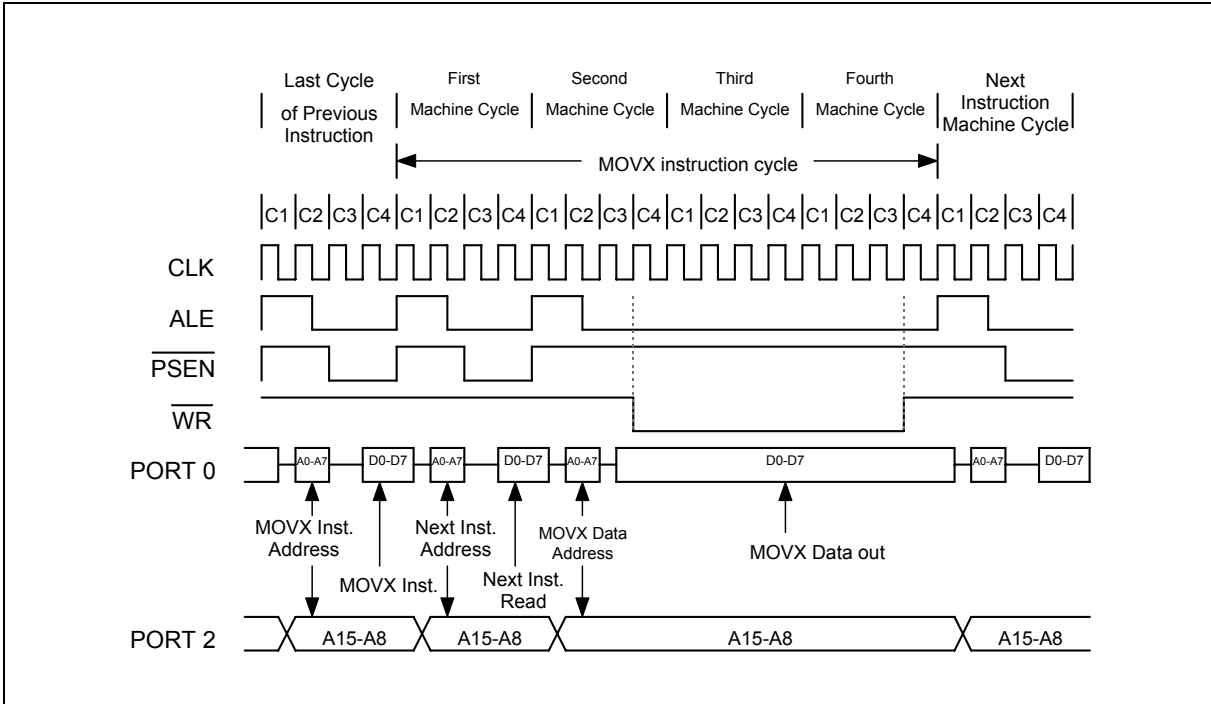 Last Cycle
of Previous
Instruction
First
Machine Cycle
Second
Machine Cycle
Third
Machine Cycle
Fourth
Machine Cycle
Next
Instruction
Machine Cycle
MOVX instruction cycle
C1 C2 C3 C4 C1 C2 C3 C4 C1 C2 C3 C4 C1 C2 C3 C4 C1 C2 C3 C4 C1 C2 C3 C4
CLK
ALE
PSEN
WR
PORT 0
A0-A7 D0-D7 A0-A7 D0-D7 A0-A7 D0-D7 A0-A7 D0-D7
MOVX Inst.
Address
MOVX Inst.
Next Inst.
Address
Next Inst.
Read
MOVX Data
Address
MOVX Data out
PORT 2
A15-A8 A15-A8 A15-A8 A15-A8